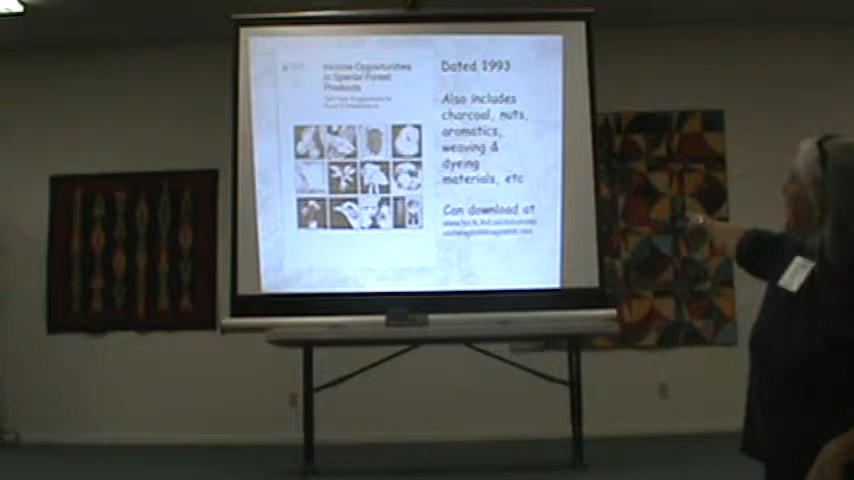 Income Opportunities
in Special Forest
Products
Dated 1993
Also includes
charcoal, nuts,
aromatics,
weaving &
dyeing
materials, etc
Can download at